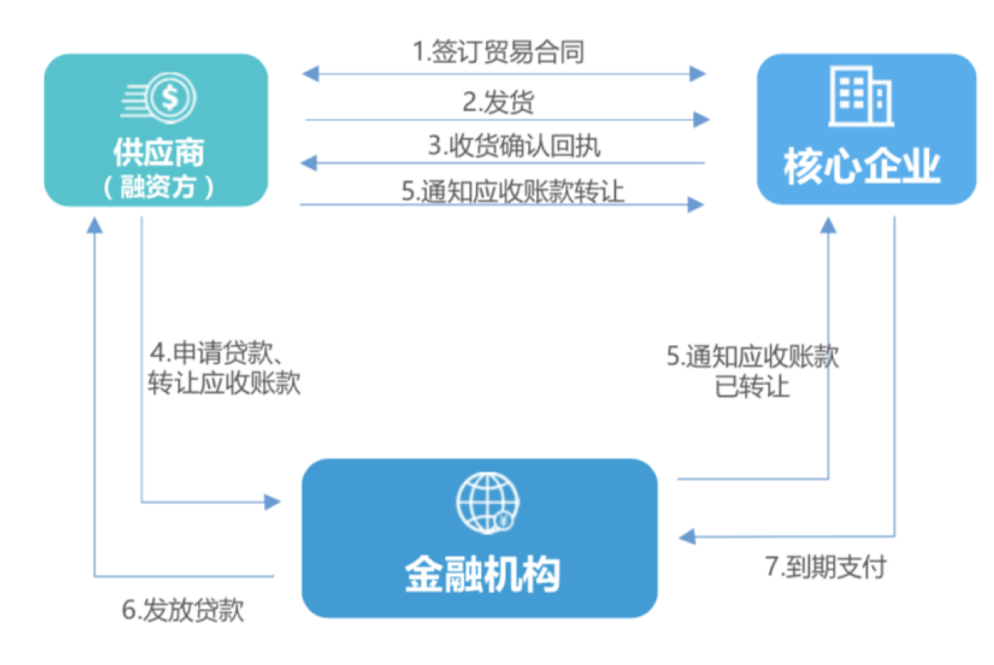 1.签订贸易合同
2.发货
3.收货确认回执
5.通知应收账款转让
供应商
（融资方）
核心企业
4.申请贷款、
转让应收账款
5.通知应收账款
已转让
金融机构
6.发放贷款
7.到期支付